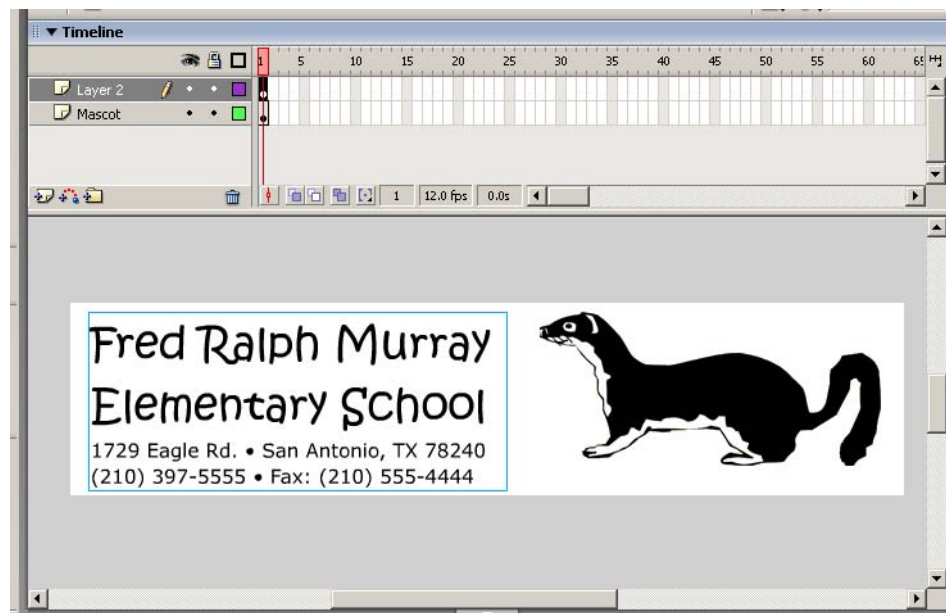 Timeline
1 5 10 15 20 25 30 35 40 45 50 55 60 65
Layer 2
Mascot
1 12.0 fps 0.0s
Fred Ralph Murray
Elementary School
1729 Eagle Rd. • San Antonio, TX 78240
(210) 397-5555 • Fax: (210) 555-4444